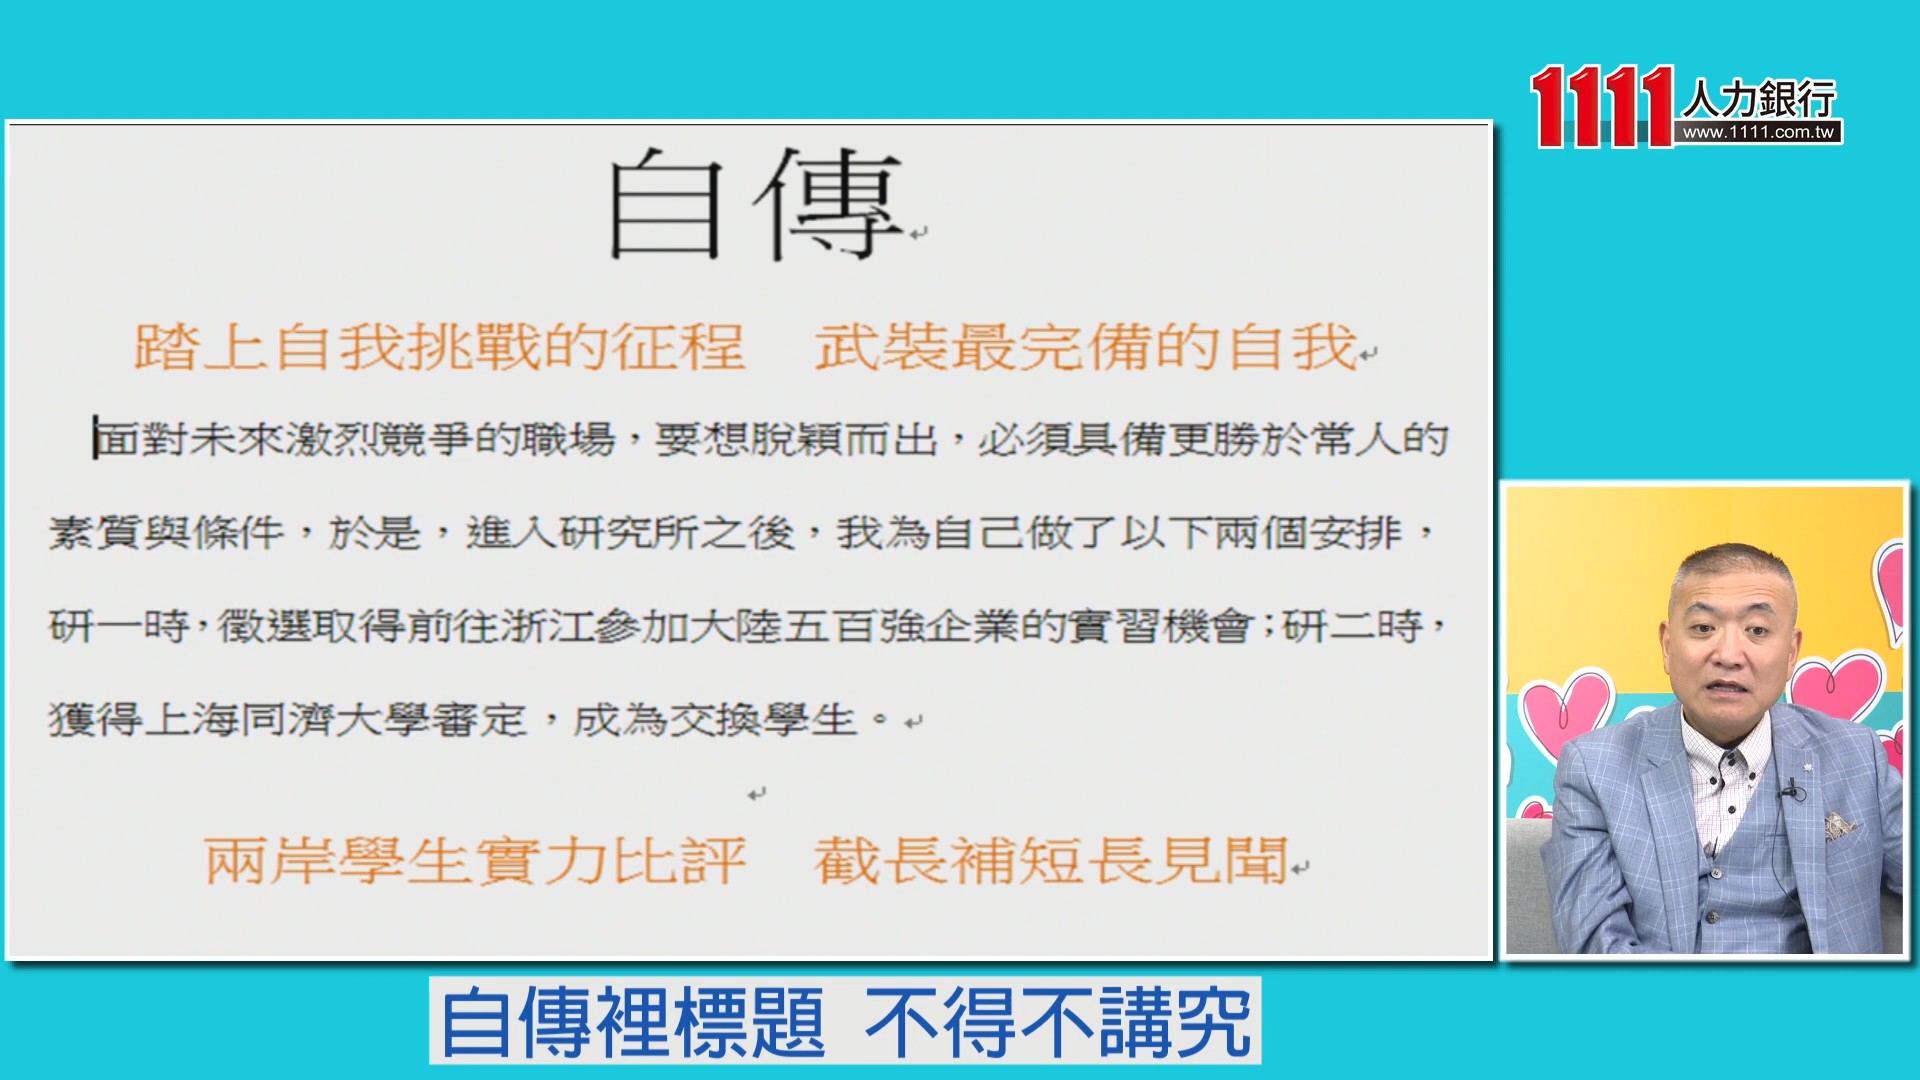 1111人力銀行
www.1111.com.tw
自傳
踏上自我挑戰的征程　武裝最完備的自我
面對未來激烈競爭的職場，要想脫穎而出，必須具備更勝於常人的
素質與條件，於是，進入研究所之後，我為自己做了以下兩個安排，
研一時，徵選取得前往浙江參加大陸五百強企業的實習機會；研二時，
獲得上海同濟大學審定，成為交換學生。
兩岸學生實力比評　截長補短長見聞
自傳裡標題 不得不講究